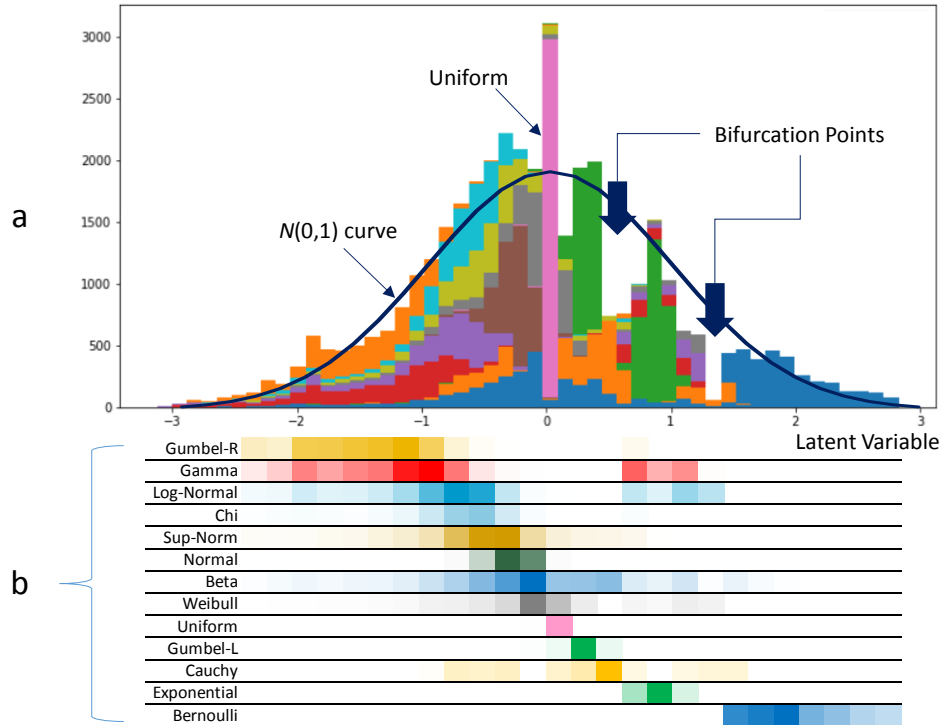 3000
2500
2000
1500
1000
500
0
−3
−2
−1
0
1
2
3
Uniform
Bifurcation Points
N(0,1) curve
a
Latent Variable
b
Gumbel-R
Gamma
Log-Normal
Chi
Sup-Norm
Normal
Beta
Weibull
Uniform
Gumbel-L
Cauchy
Exponential
Bernoulli